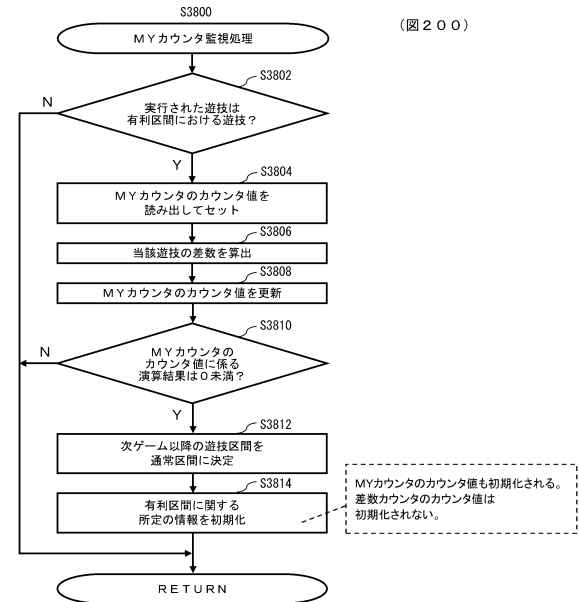 S3800
(図200)
MYカウンタ監視処理
S3802
N
実行された遊技は
有利区間における遊技?
Y
S3804
MYカウンタのカウンタ値を
読み出してセット
S3806
当該遊技の差数を算出
S3808
MYカウンタのカウンタ値を更新
S3810
N
MYカウンタの
カウンタ値に係る
演算結果は0未満?
Y
S3812
次ゲーム以降の遊技区間を
通常区間に決定
S3814
有利区間に関する
所定の情報を初期化
MYカウンタのカウンタ値も初期化される。
差数カウンタのカウンタ値は
初期化されない。
RETURN